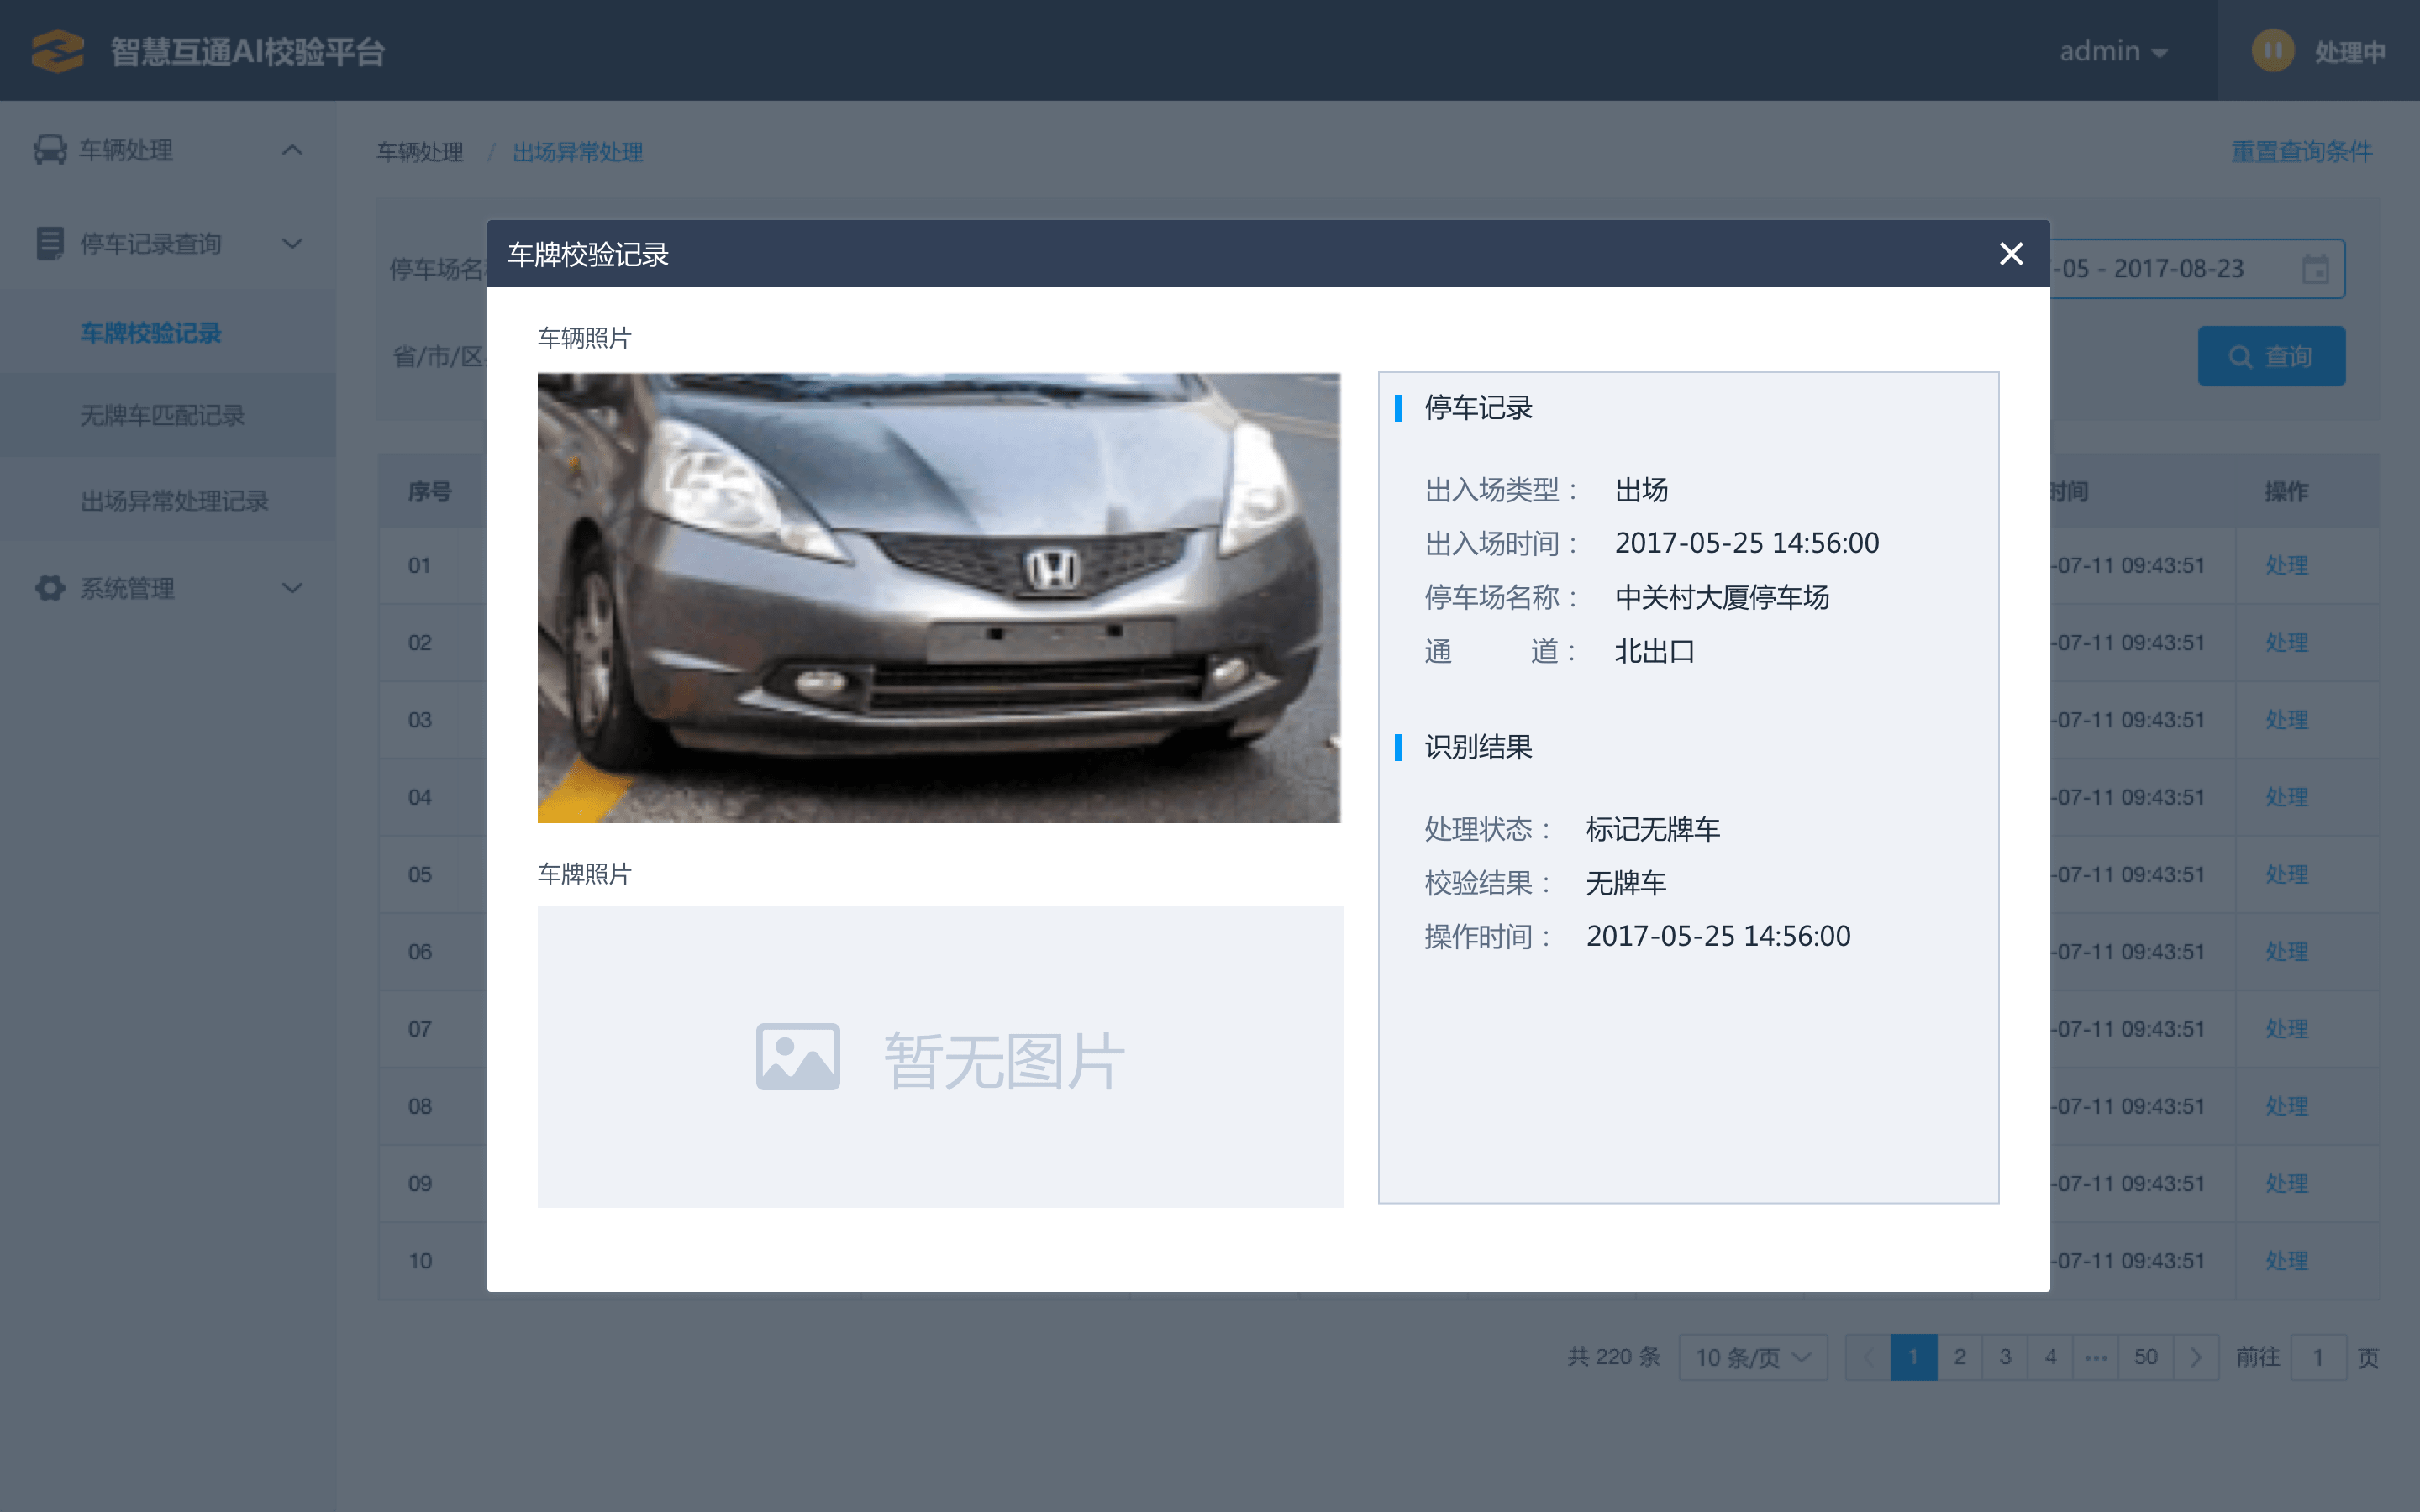 智慧互通AI校验平台
admin
处理中
车辆处理
停车记录查询
车牌校验记录
无牌车匹配记录
出场异常处理记录
系统管理
车辆处理 / 出场异常处理
重置查询条件
停车场名
-05 - 2017-08-23
省/市/区
查询
序号
时间
操作
01
-07-11 09:43:51
处理
02
-07-11 09:43:51
处理
03
-07-11 09:43:51
处理
04
-07-11 09:43:51
处理
05
-07-11 09:43:51
处理
06
-07-11 09:43:51
处理
07
-07-11 09:43:51
处理
08
-07-11 09:43:51
处理
09
-07-11 09:43:51
处理
10
-07-11 09:43:51
处理
共 220 条
10 条/页
1 2 3 4 ••• 50
前往 1 页
车牌校验记录
车辆照片
车牌照片
暂无图片
停车记录
出入场类型： 出场
出入场时间： 2017-05-25 14:56:00
停车场名称： 中关村大厦停车场
通 道： 北出口
识别结果
处理状态： 标记无牌车
校验结果： 无牌车
操作时间： 2017-05-25 14:56:00